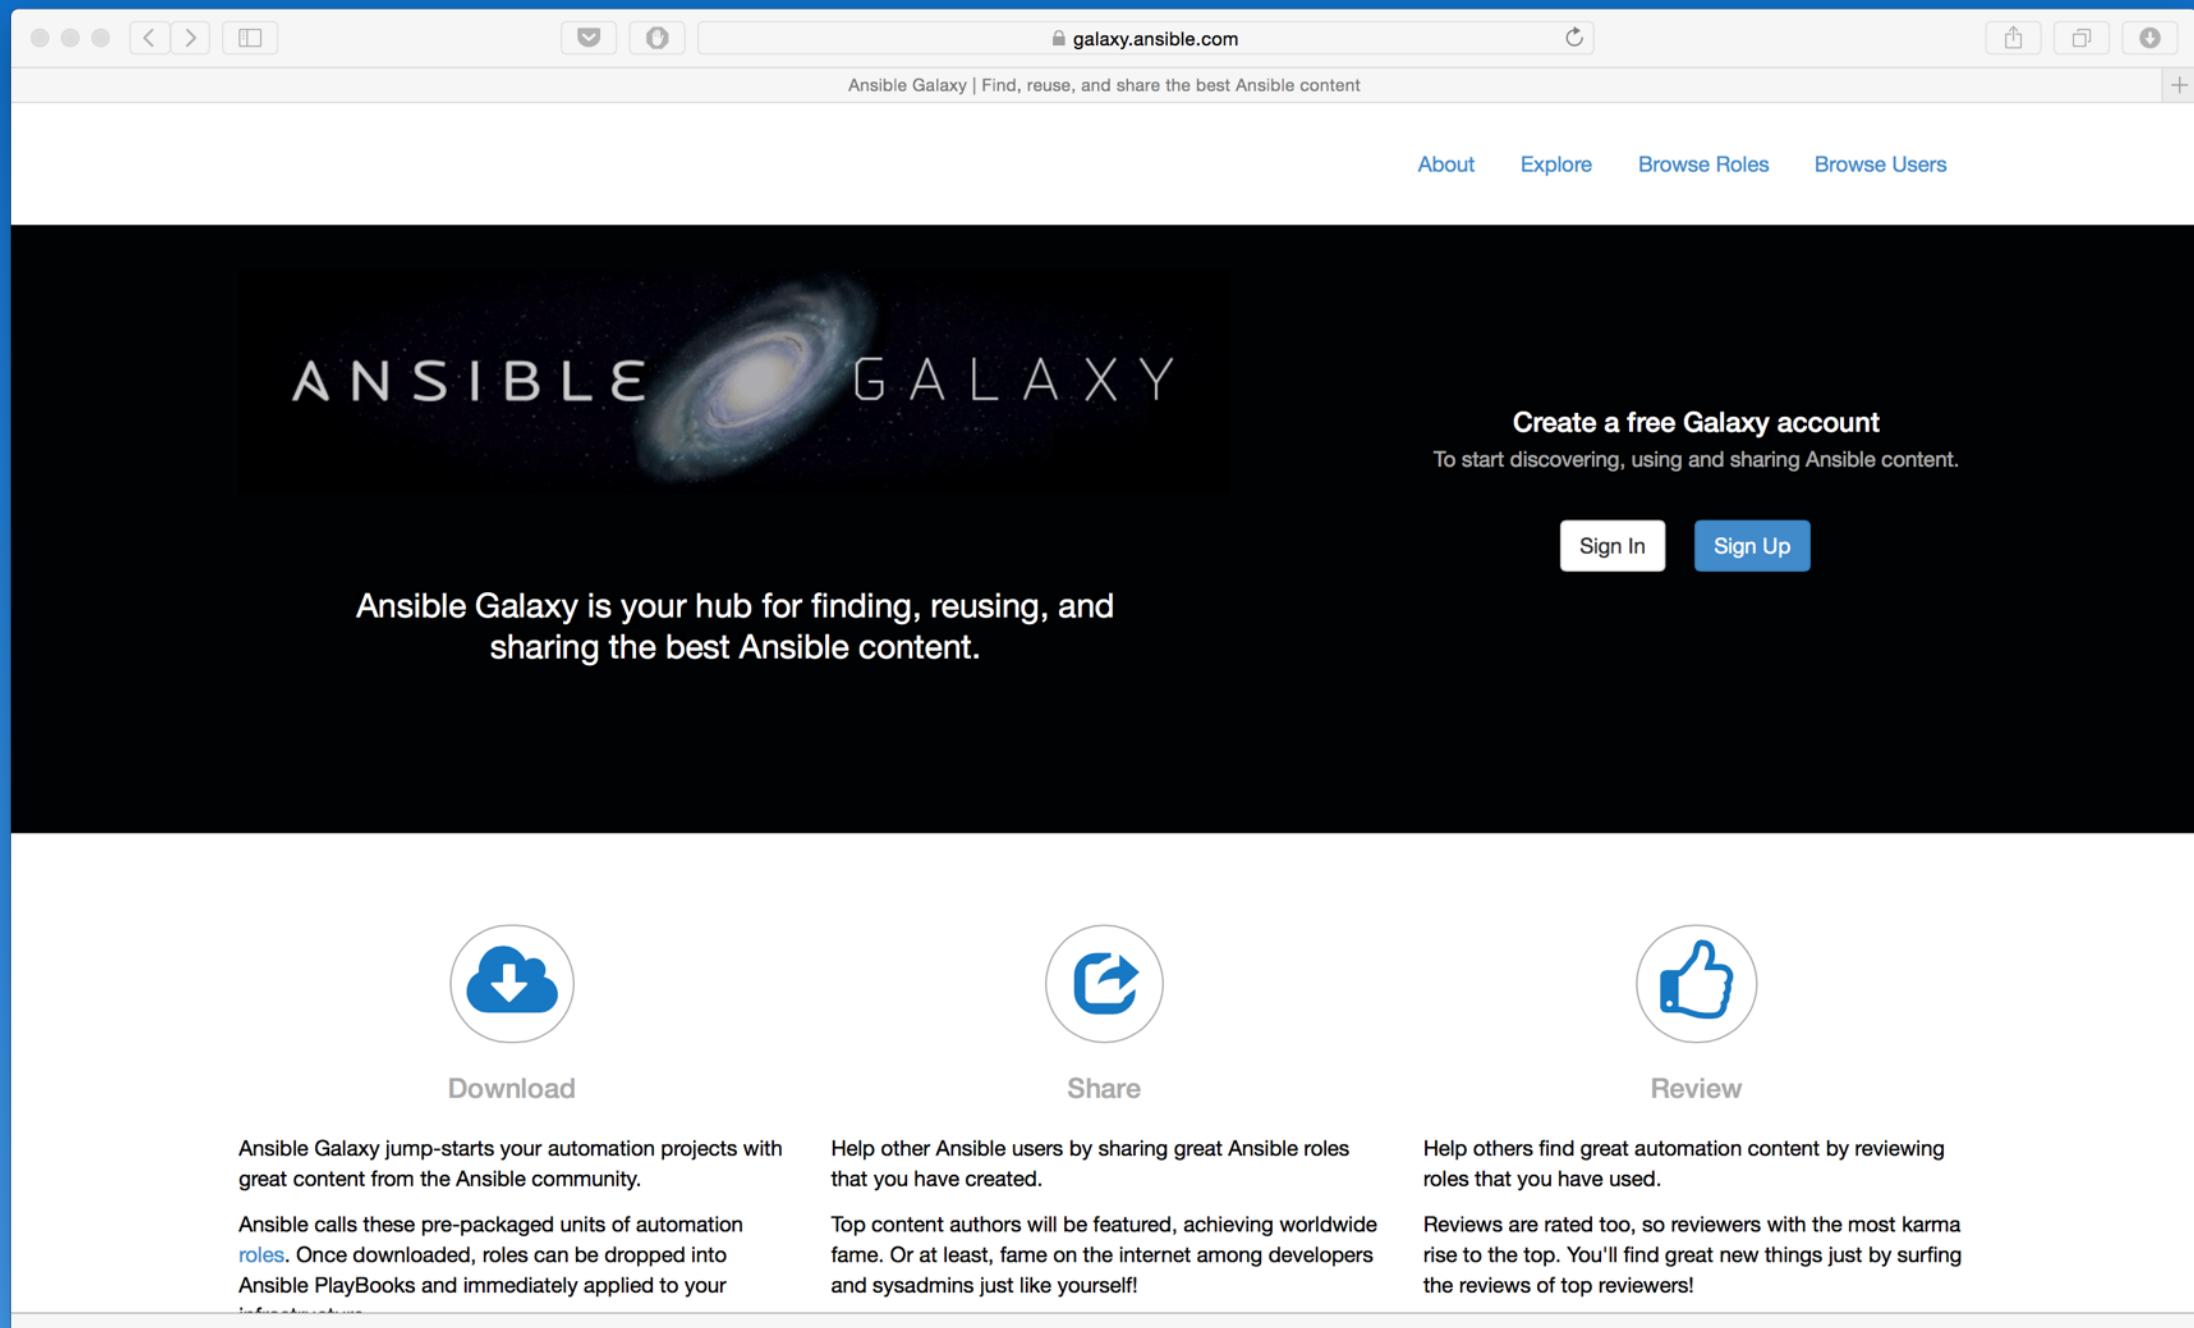 galaxy.ansible.com
Ansible Galaxy | Find, reuse, and share the best Ansible content
About Explore Browse Roles Browse Users
ANSIBLE GALAXY
Create a free Galaxy account
To start discovering, using and sharing Ansible content.
Sign In Sign Up
Ansible Galaxy is your hub for finding, reusing, and
sharing the best Ansible content.
Download
Ansible Galaxy jump-starts your automation projects with
great content from the Ansible community.
Ansible calls these pre-packaged units of automation
roles. Once downloaded, roles can be dropped into
Ansible PlayBooks and immediately applied to your
Share
Help other Ansible users by sharing great Ansible roles
that you have created.
Top content authors will be featured, achieving worldwide
fame. Or at least, fame on the internet among developers
and sysadmins just like yourself!
Review
Help others find great automation content by reviewing
roles that you have used.
Reviews are rated too, so reviewers with the most karma
rise to the top. You'll find great new things just by surfing
the reviews of top reviewers!